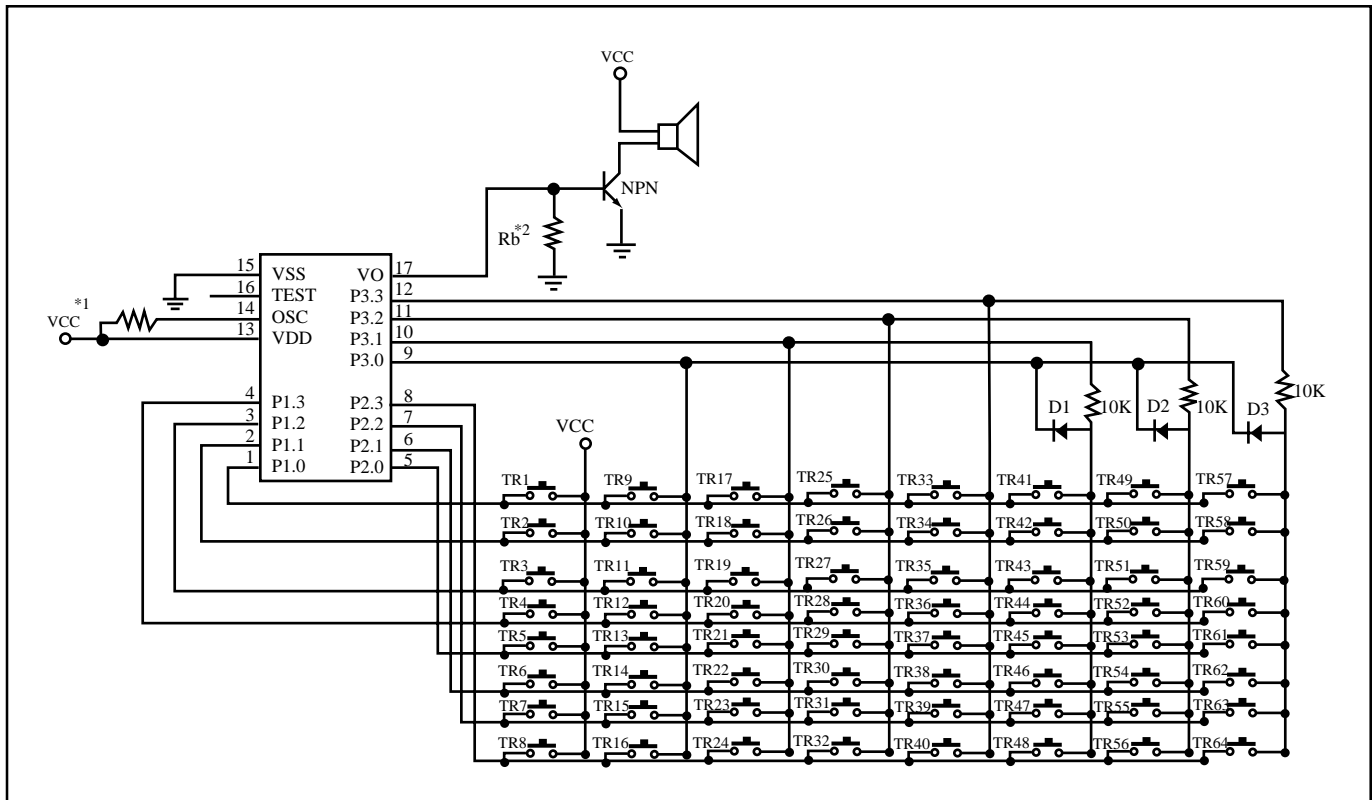 VCC
NPN
Rb*2
15 VSS VO 17
16 TEST P3.3 12
14 OSC P3.2 11
13 VDD P3.1 10
P3.0 9
*1
VCC
4 P1.3 P2.3 8
3 P1.2 P2.2 7
2 P1.1 P2.1 6
1 P1.0 P2.0 5
VCC
D1 10K D2 10K D3 10K
TR1 TR9 TR17 TR25 TR33 TR41 TR49 TR57
TR2 TR10 TR18 TR26 TR34 TR42 TR50 TR58
TR3 TR11 TR19 TR27 TR35 TR43 TR51 TR59
TR4 TR12 TR20 TR28 TR36 TR44 TR52 TR60
TR5 TR13 TR21 TR29 TR37 TR45 TR53 TR61
TR6 TR14 TR22 TR30 TR38 TR46 TR54 TR62
TR7 TR15 TR23 TR31 TR39 TR47 TR55 TR63
TR8 TR16 TR24 TR32 TR40 TR48 TR56 TR64